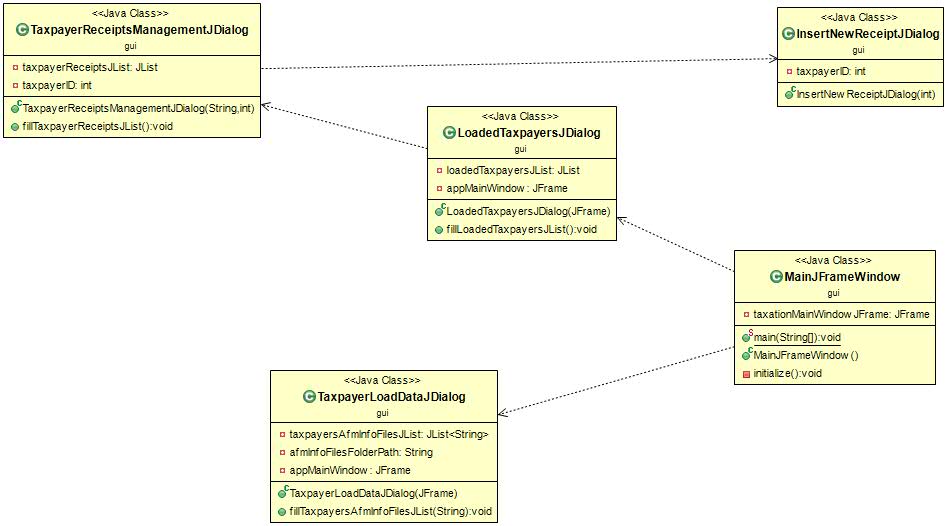 <<Java Class>>
TaxpayerReceiptsManagementJDialog
gui
taxpayerReceiptsJList: JList
taxpayerID: int
TaxpayerReceiptsManagementJDialog(String,int)
fillTaxpayerReceiptsJList():void
<<Java Class>>
InsertNewReceiptJDialog
gui
taxpayerID: int
InsertNew ReceiptJDialog(int)
<<Java Class>>
LoadedTaxpayersJDialog
gui
loadedTaxpayersJList: JList
appMainWindow : JFrame
LoadedTaxpayersJDialog(JFrame)
fillLoadedTaxpayersJList():void
<<Java Class>>
MainJFrameWindow
gui
taxationMainWindow JFrame: JFrame
main(String[]):void
MainJFrameWindow ()
initialize():void
<<Java Class>>
TaxpayerLoadDataJDialog
gui
taxpayersAfmInfoFilesJList: JList<String>
afmInfoFilesFolderPath: String
appMainWindow : JFrame
TaxpayerLoadDataJDialog(JFrame)
fillTaxpayersAfmInfoFilesJList(String):void